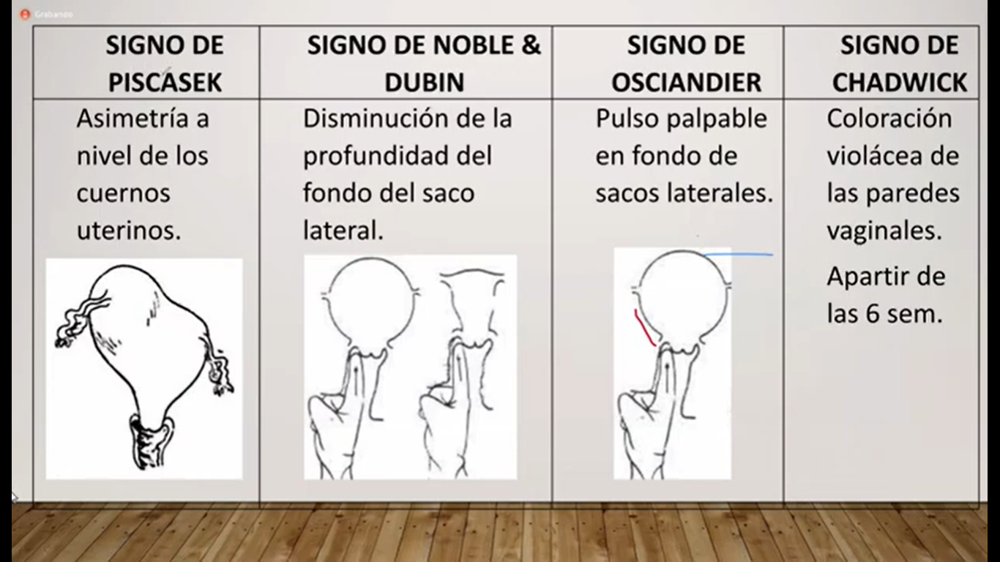 Grabando
SIGNO DE
PISCASEK
Asimetría a
nivel de los
cuernos
uterinos.
SIGNO DE NOBLE &
DUBIN
Disminución de la
profundidad del
fondo del saco
lateral.
SIGNO DE
OSCIANDIER
Pulso palpable
en fondo de
sacos laterales.
SIGNO DE
CHADWICK
Coloración
violácea de
las paredes
vaginales.
Apartir de
las 6 sem.